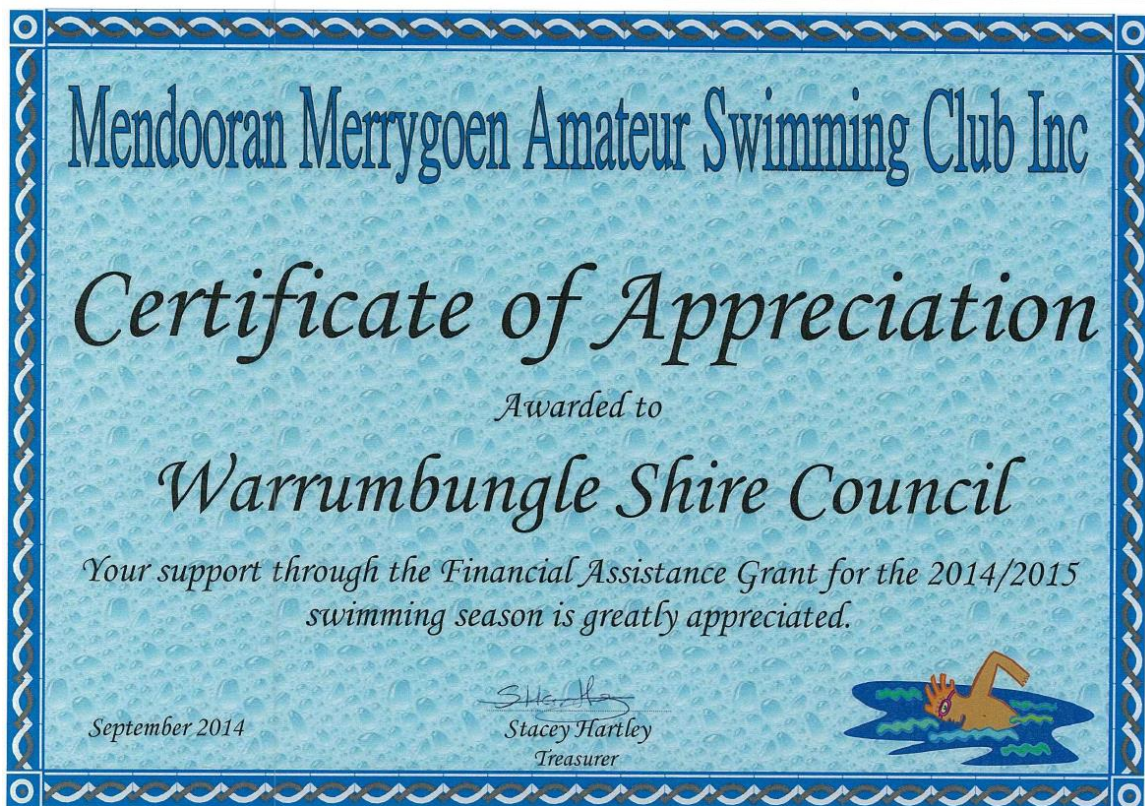 Mendooran Merrygoen Amateur Swimming Club Inc
Certificate of Appreciation
Awarded to
Warrumbungle Shire Council
Your support through the Financial Assistance Grant for the 2014/2015
swimming season is greatly appreciated.
September 2014
Stacey Hartley
Treasurer